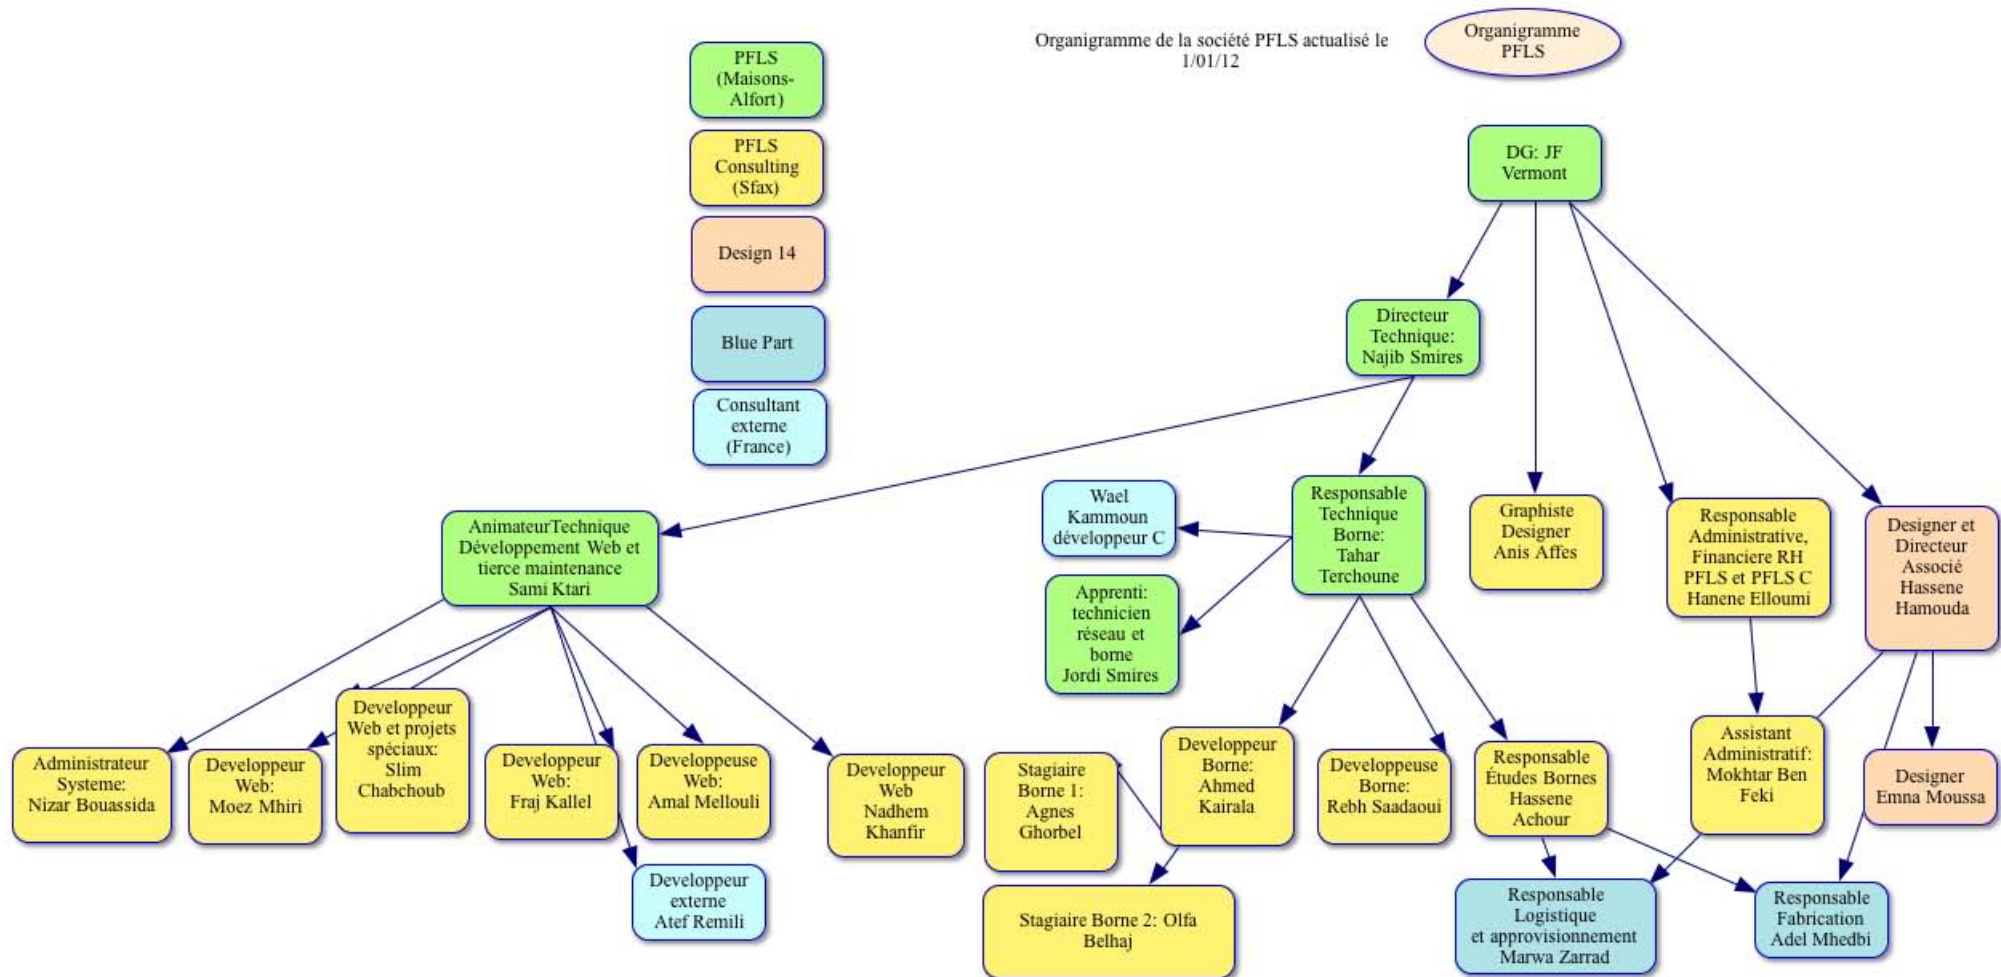 Organigramme de la société PFLS actualisé le
1/01/12
Organigramme
PFLS
PFLS
(Maisons-
Alfort)
PFLS
Consulting
(Sfax)
Design 14
Blue Part
Consultant
externe
(France)
DG: JF
Vermont
Directeur
Technique:
Najib Smires
AnimateurTechnique
Développement Web et
tierce maintenance
Sami Ktari
Wael
Kammoun
développeur C
Apprenti:
technicien
réseau et
borne
Jordi Smires
Responsable
Technique
Borne:
Tahar
Terchoune
Graphiste
Designer
Anis Affes
Responsable
Administrative,
Financiere RH
PFLS et PFLS C
Hanene Elloumi
Designer et
Directeur
Associé
Hassene
Hamouda
Administrateur
Systeme:
Nizar Bouassida
Developpeur
Web:
Moez Mhiri
Developpeur
Web et projets
spéciaux:
Slim
Chabchoub
Developpeur
Web:
Fraj Kallel
Developpeuse
Web:
Amal Mellouli
Developpeur
Web
Nadhem
Khanfir
Stagiaire
Borne 1:
Agnes
Ghorbel
Developpeur
Borne:
Ahmed
Kairala
Developpeuse
Borne:
Rebh Saadaoui
Responsable
Études Bornes
Hassene
Achour
Assistant
Administratif:
Mokhtar Ben
Feki
Designer
Emna Moussa
Developpeur
externe
Atef Remili
Stagiaire Borne 2: Olfa
Belhaj
Responsable
Logistique
et approvisionnement
Marwa Zarrad
Responsable
Fabrication
Adel Mhedbi